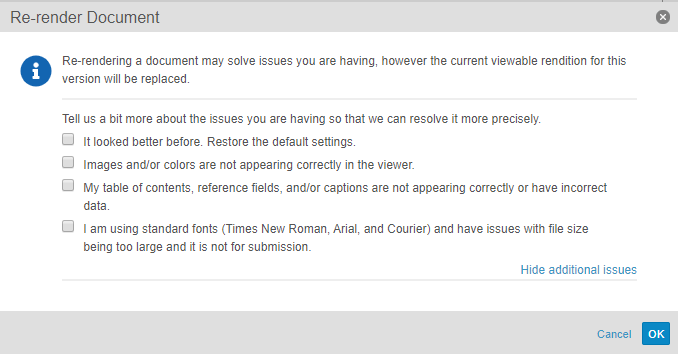 Re-render Document
Re-rendering a document may solve issues you are having, however the current viewable rendition for this
version will be replaced.
Tell us a bit more about the issues you are having so that we can resolve it more precisely.
It looked better before. Restore the default settings.
Images and/or colors are not appearing correctly in the viewer.
My table of contents, reference fields, and/or captions are not appearing correctly or have incorrect
data.
I am using standard fonts (Times New Roman, Arial, and Courier) and have issues with file size
being too large and it is not for submission.
Hide additional issues
Cancel OK